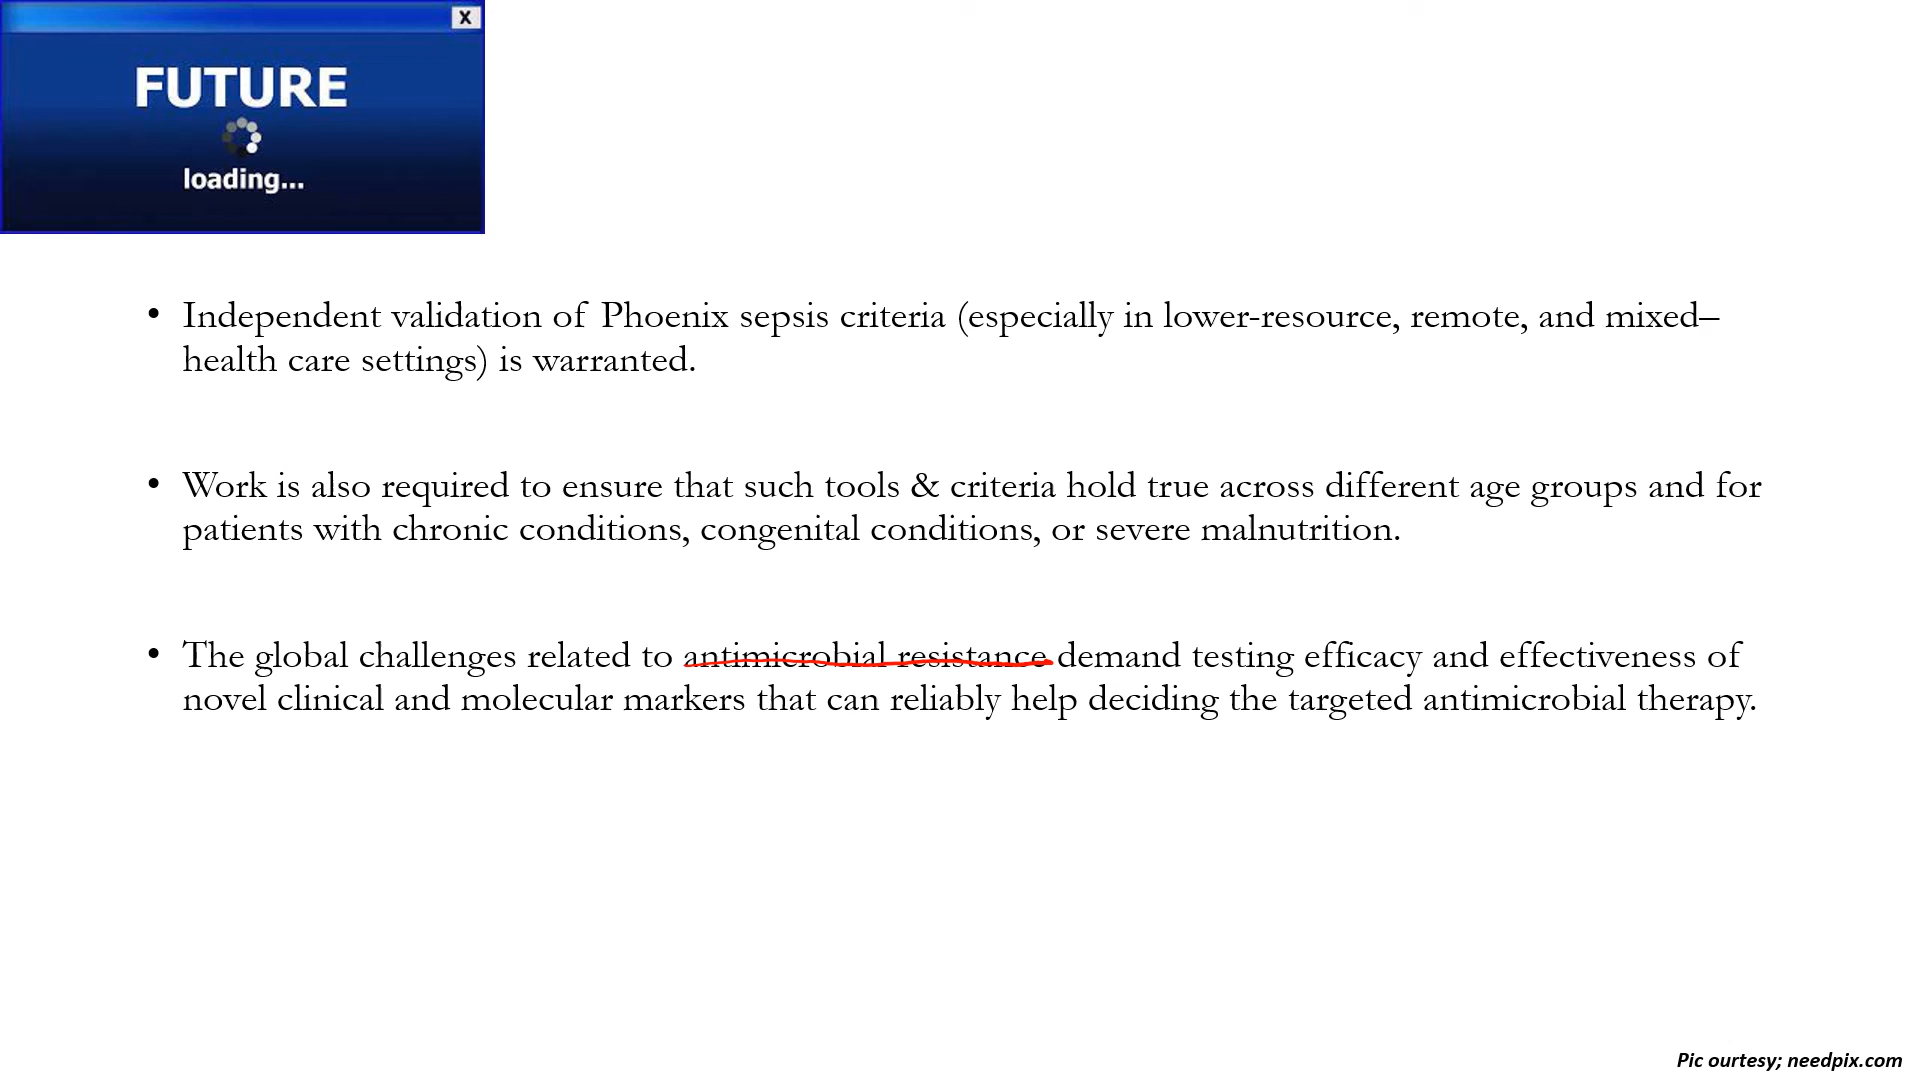 X
FUTURE
loading...
• Independent validation of Phoenix sepsis criteria (especially in lower-resource, remote, and mixed–
health care settings) is warranted.
• Work is also required to ensure that such tools & criteria hold true across different age groups and for
patients with chronic conditions, congenital conditions, or severe malnutrition.
• The global challenges related to antimicrobial resistance demand testing efficacy and effectiveness of
novel clinical and molecular markers that can reliably help deciding the targeted antimicrobial therapy.
Pic ourtesy; needpix.com